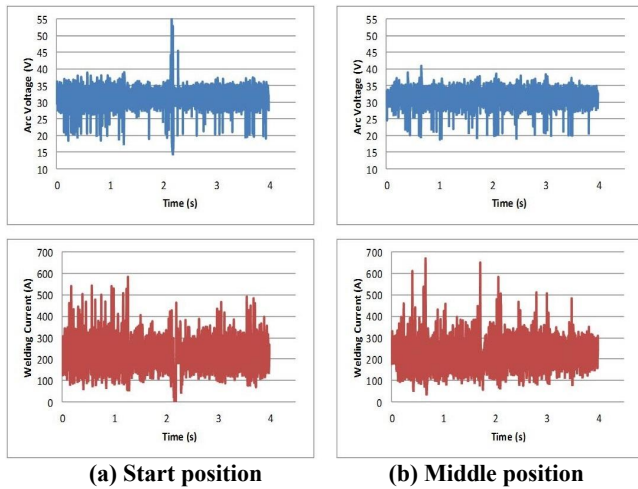 Arc Voltage (V)
55
50
45
40
35
30
25
20
15
10
0 1 2 3 4
Time (s)
Arc Voltage (V)
55
50
45
40
35
30
25
20
15
10
0 1 2 3 4
Time (s)
Welding Current (A)
700
600
500
400
300
200
100
0
0 1 2 3 4
Time (s)
Welding Current (A)
700
600
500
400
300
200
100
0
0 1 2 3 4
Time (s)
(a) Start position
(b) Middle position